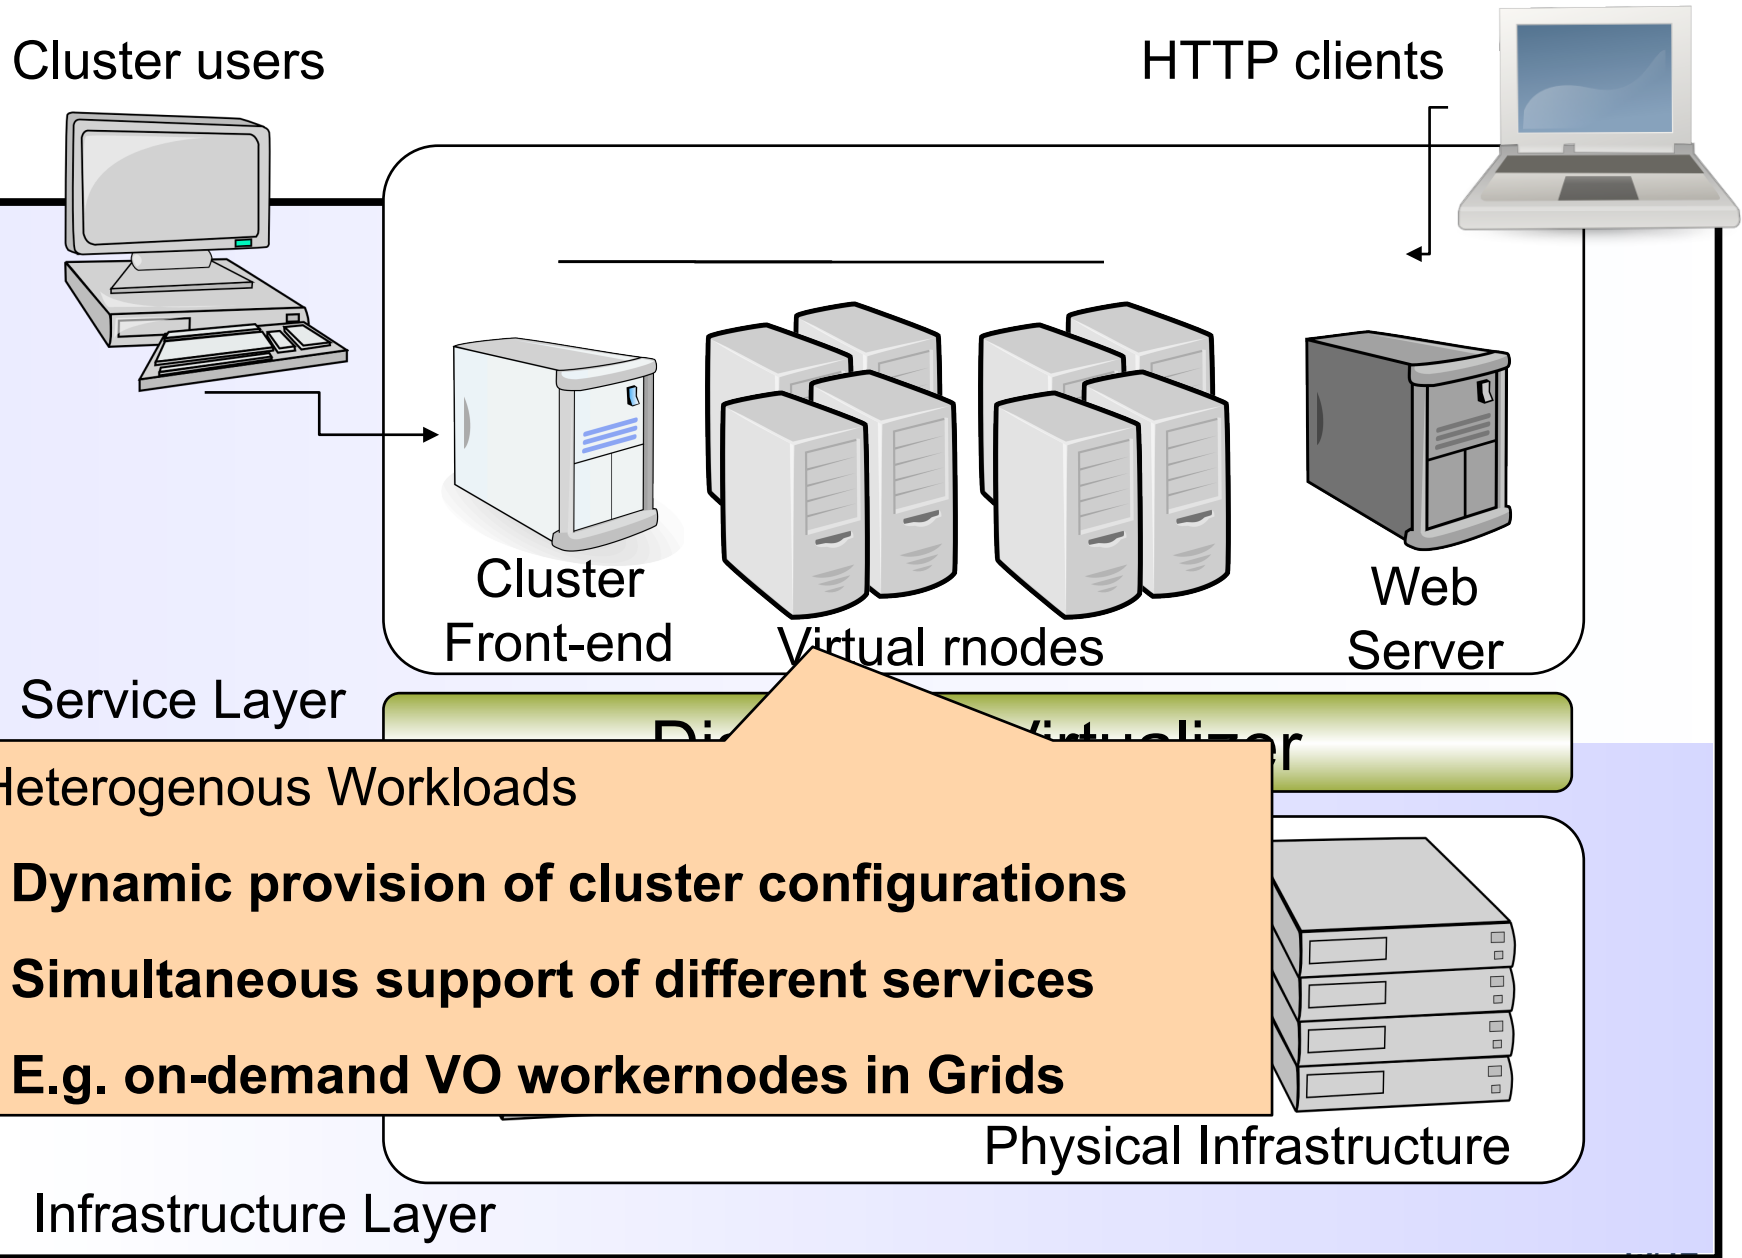 Cluster users
HTTP clients
Cluster
Front-end
Virtual rnodes
Web
Server
Service Layer
Heterogenous Workloads
Dynamic provision of cluster configurations
Simultaneous support of different services
E.g. on-demand VO workernodes in Grids
Physical Infrastructure
Infrastructure Layer